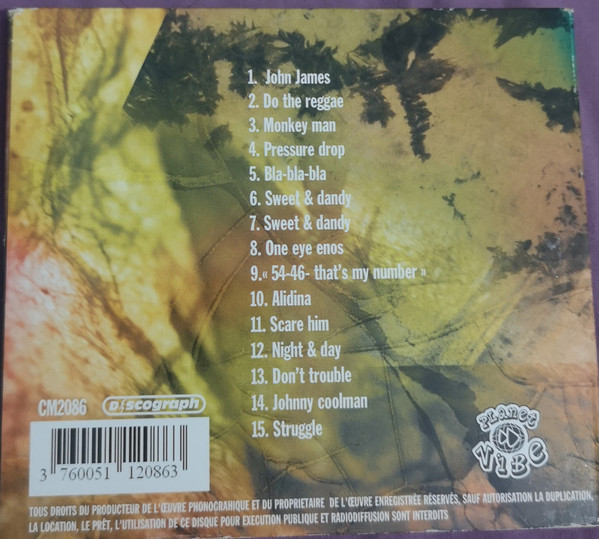 1. John James
2. Do the reggae
3. Monkey man
4. Pressure drop
5. Bla-bla-bla
6. Sweet & dandy
7. Sweet & dandy
8. One eye enos
9.« 54-46- that's my number »
10. Alidina
11. Scare him
12. Night & day
13. Don't trouble
14. Johnny coolman
15. Struggle
CM2086 Discograph
PLANET
VIBE
3 760051 120863
TOUS DROITS DU PRODUCTEUR DE L'ŒUVRE PHONOGRAHIQUE ET DU PROPRIETAIRE DE L'ŒUVRE ENREGISTRÉE RÉSERVÉS, SAUF AUTORISATION LA DUPLICATION,
LA LOCATION, LE PRÊT, L'UTILISATION DE CE DISQUE POUR EXECUTION PUBLIQUE ET RADIODIFFUSION SONT INTERDITS